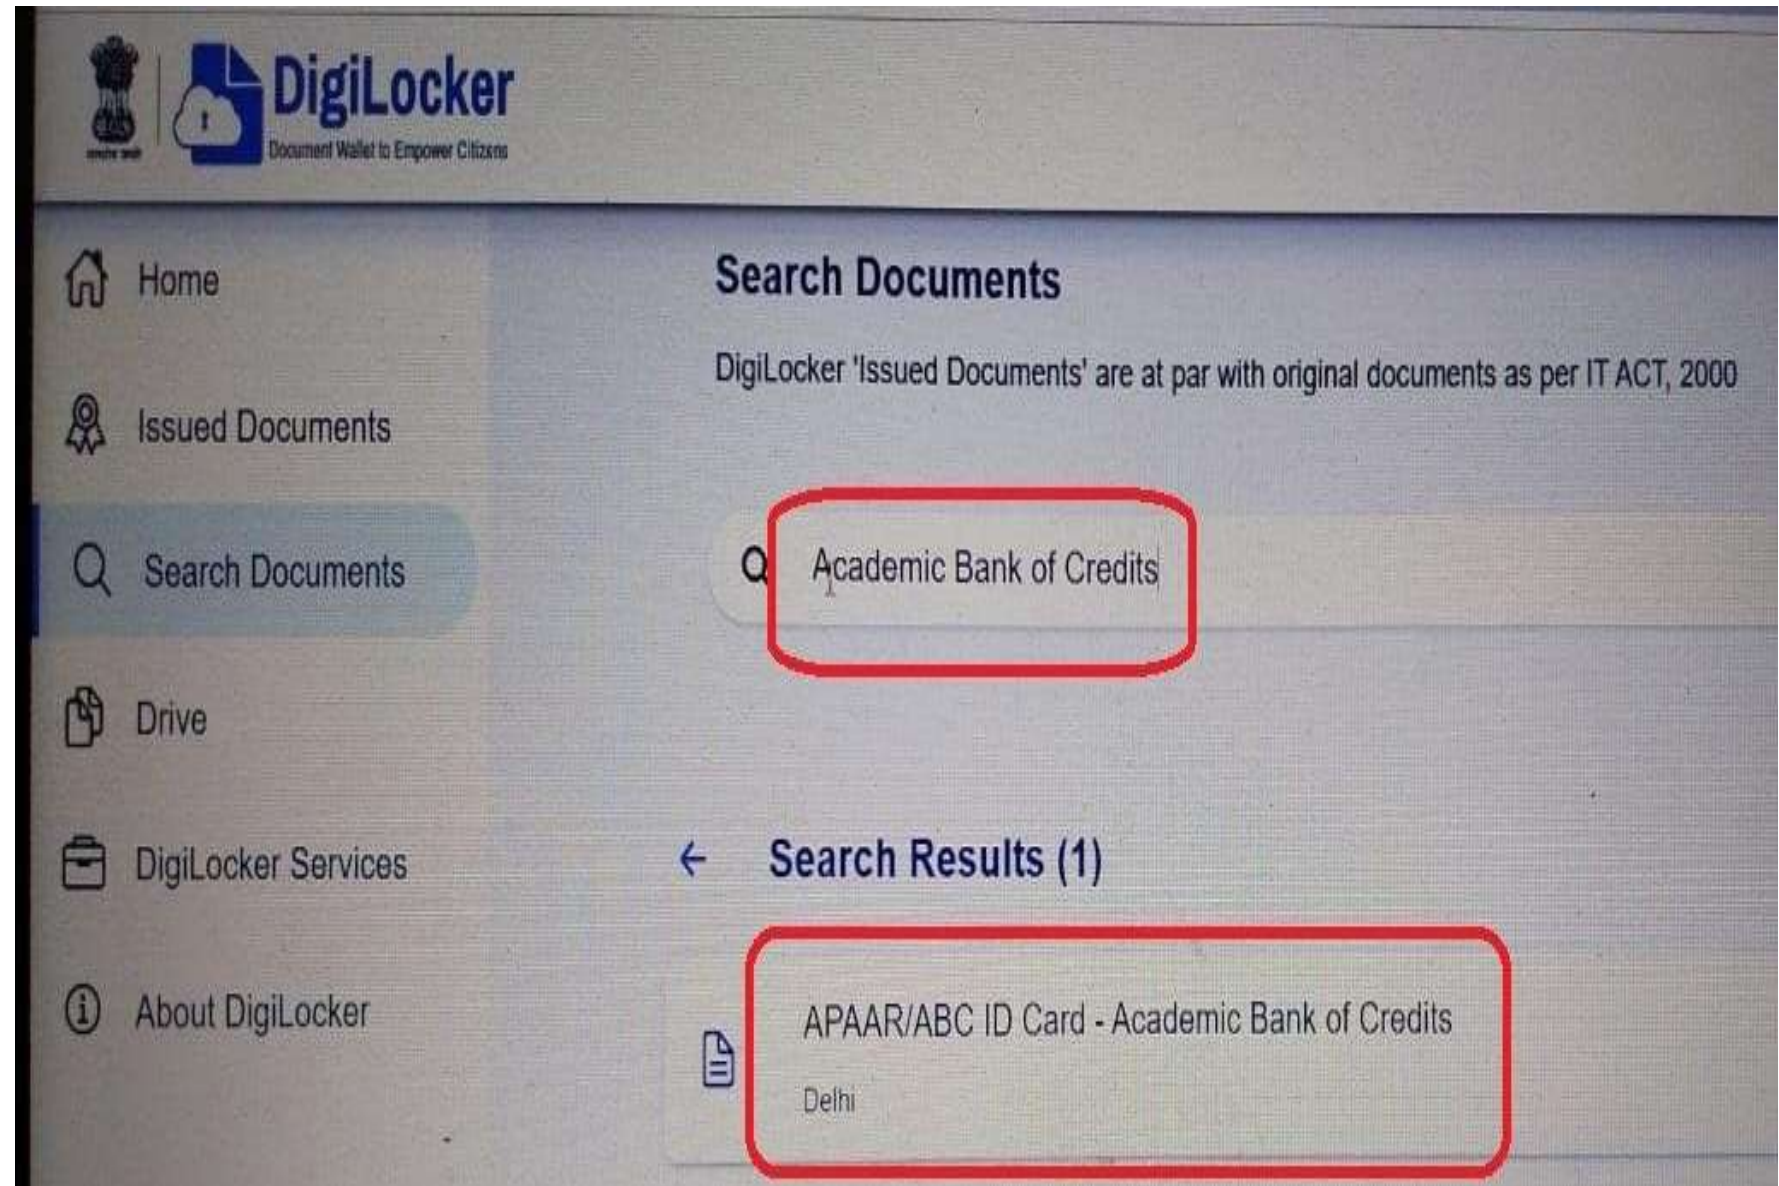 DigiLocker
Document Wallet to Empower Citizens
Home
Issued Documents
Search Documents
Drive
DigiLocker Services
About DigiLocker
Search Documents
DigiLocker 'Issued Documents' are at par with original documents as per IT ACT, 2000
Academic Bank of Credits
Search Results (1)
APAAR/ABC ID Card - Academic Bank of Credits
Delhi